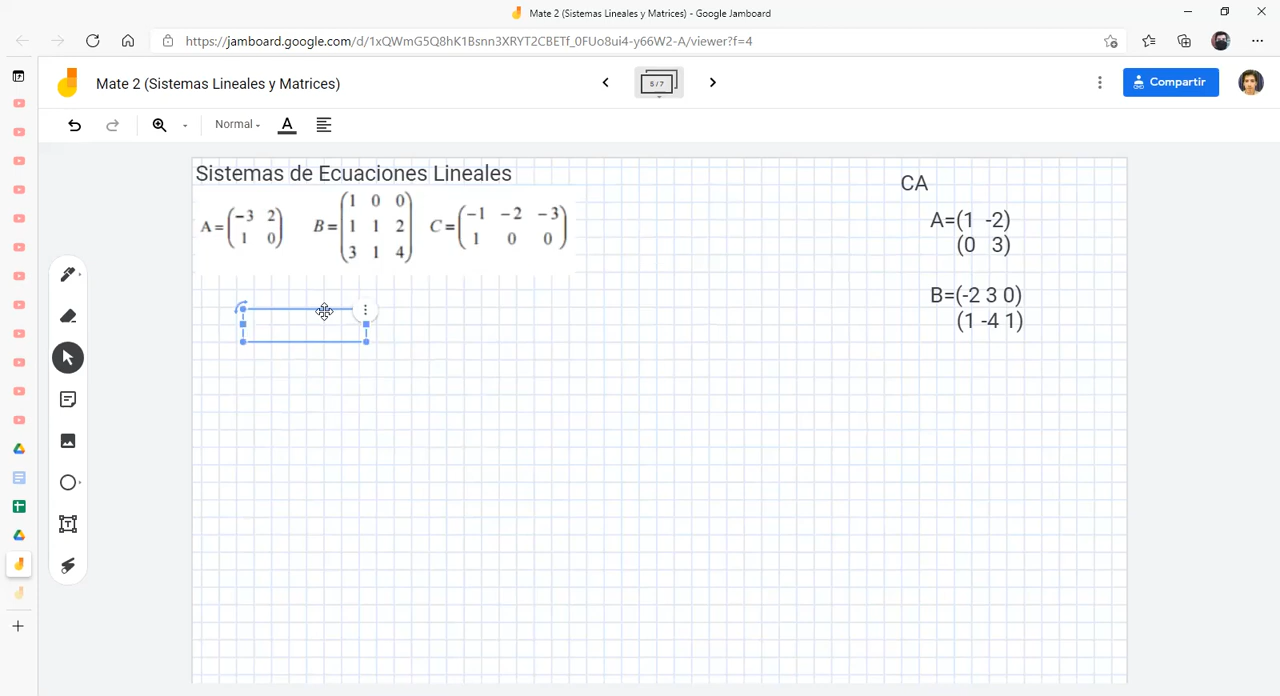 Mate 2 (Sistemas Lineales y Matrices) - Google Jamboard
https://jamboard.google.com/d/1xQWmG5Q8hK1Bsnn3XRYT2CBETf_0FUo8ui4-y66W2-A/viewer?f=4
Mate 2 (Sistemas Lineales y Matrices)
5 / 7
Compartir
Normal
A
Sistemas de Ecuaciones Lineales
A = (-3 2
1 0)
B = (1 0 0
1 1 2
3 1 4)
C = (-1 -2 -3
1 0 0)
CA
A=(1 -2)
(0 3)
B=(-2 3 0)
(1 -4 1)